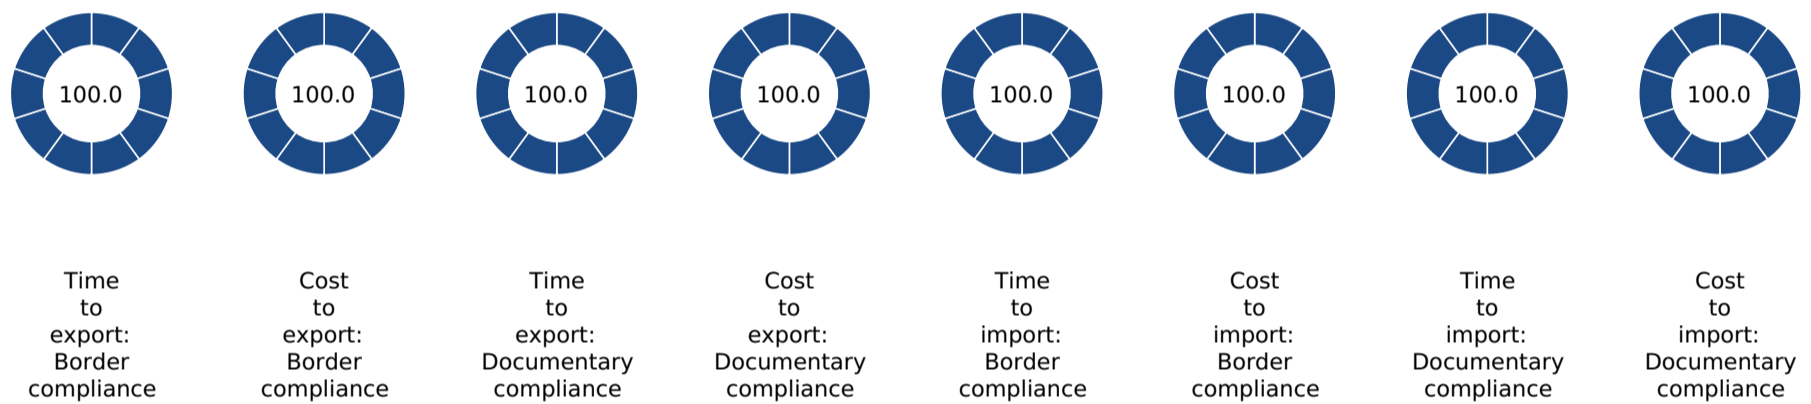 100.0
100.0
100.0
100.0
100.0
100.0
100.0
100.0
Time
to
export:
Border
compliance
Cost
to
export:
Border
compliance
Time
to
export:
Documentary
compliance
Cost
to
export:
Documentary
compliance
Time
to
import:
Border
compliance
Cost
to
import:
Border
compliance
Time
to
import:
Documentary
compliance
Cost
to
import:
Documentary
compliance